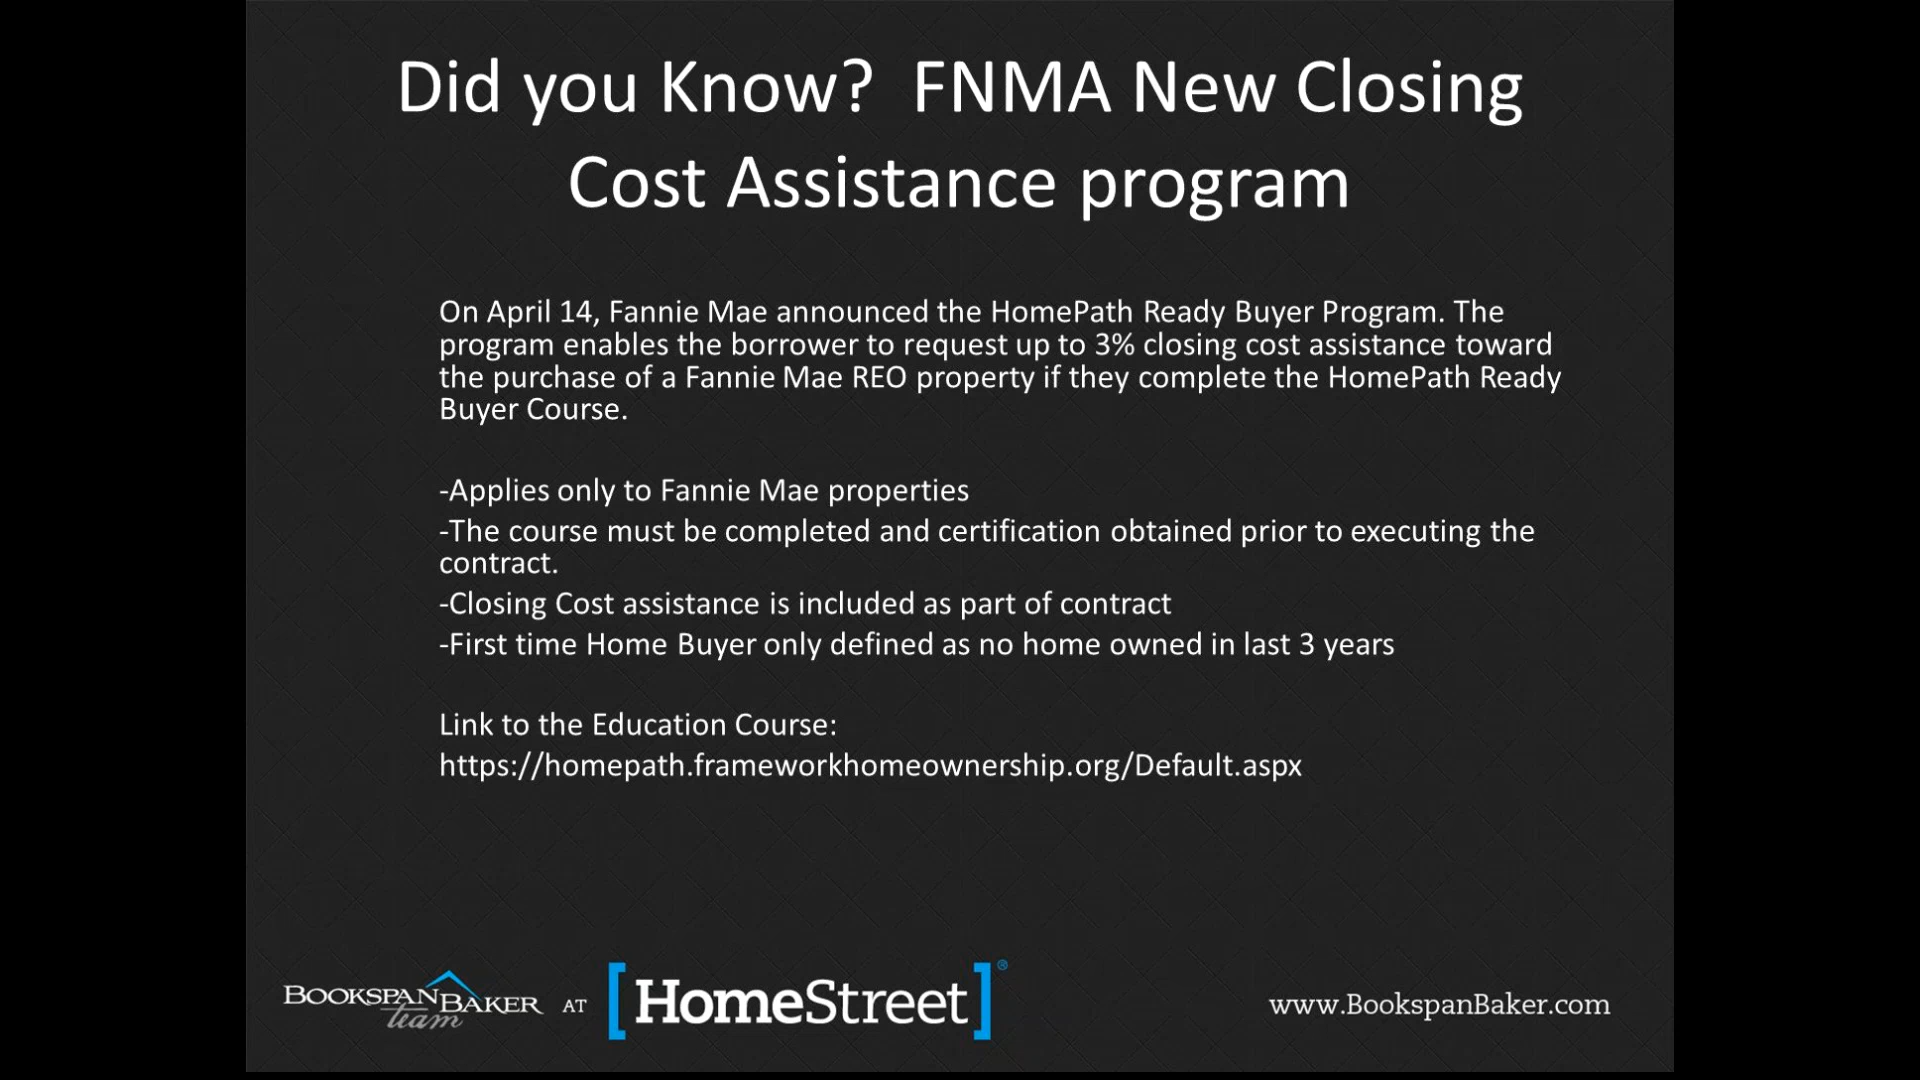 Did you Know?  FNMA New Closing
Cost Assistance program
On April 14, Fannie Mae announced the HomePath Ready Buyer Program. The
program enables the borrower to request up to 3% closing cost assistance toward
the purchase of a Fannie Mae REO property if they complete the HomePath Ready
Buyer Course.
-Applies only to Fannie Mae properties
-The course must be completed and certification obtained prior to executing the
contract.
-Closing Cost assistance is included as part of contract
-First time Home Buyer only defined as no home owned in last 3 years
Link to the Education Course:
https://homepath.frameworkhomeownership.org/Default.aspx
BOOKSPANBAKER team AT [HomeStreet]® www.BookspanBaker.com